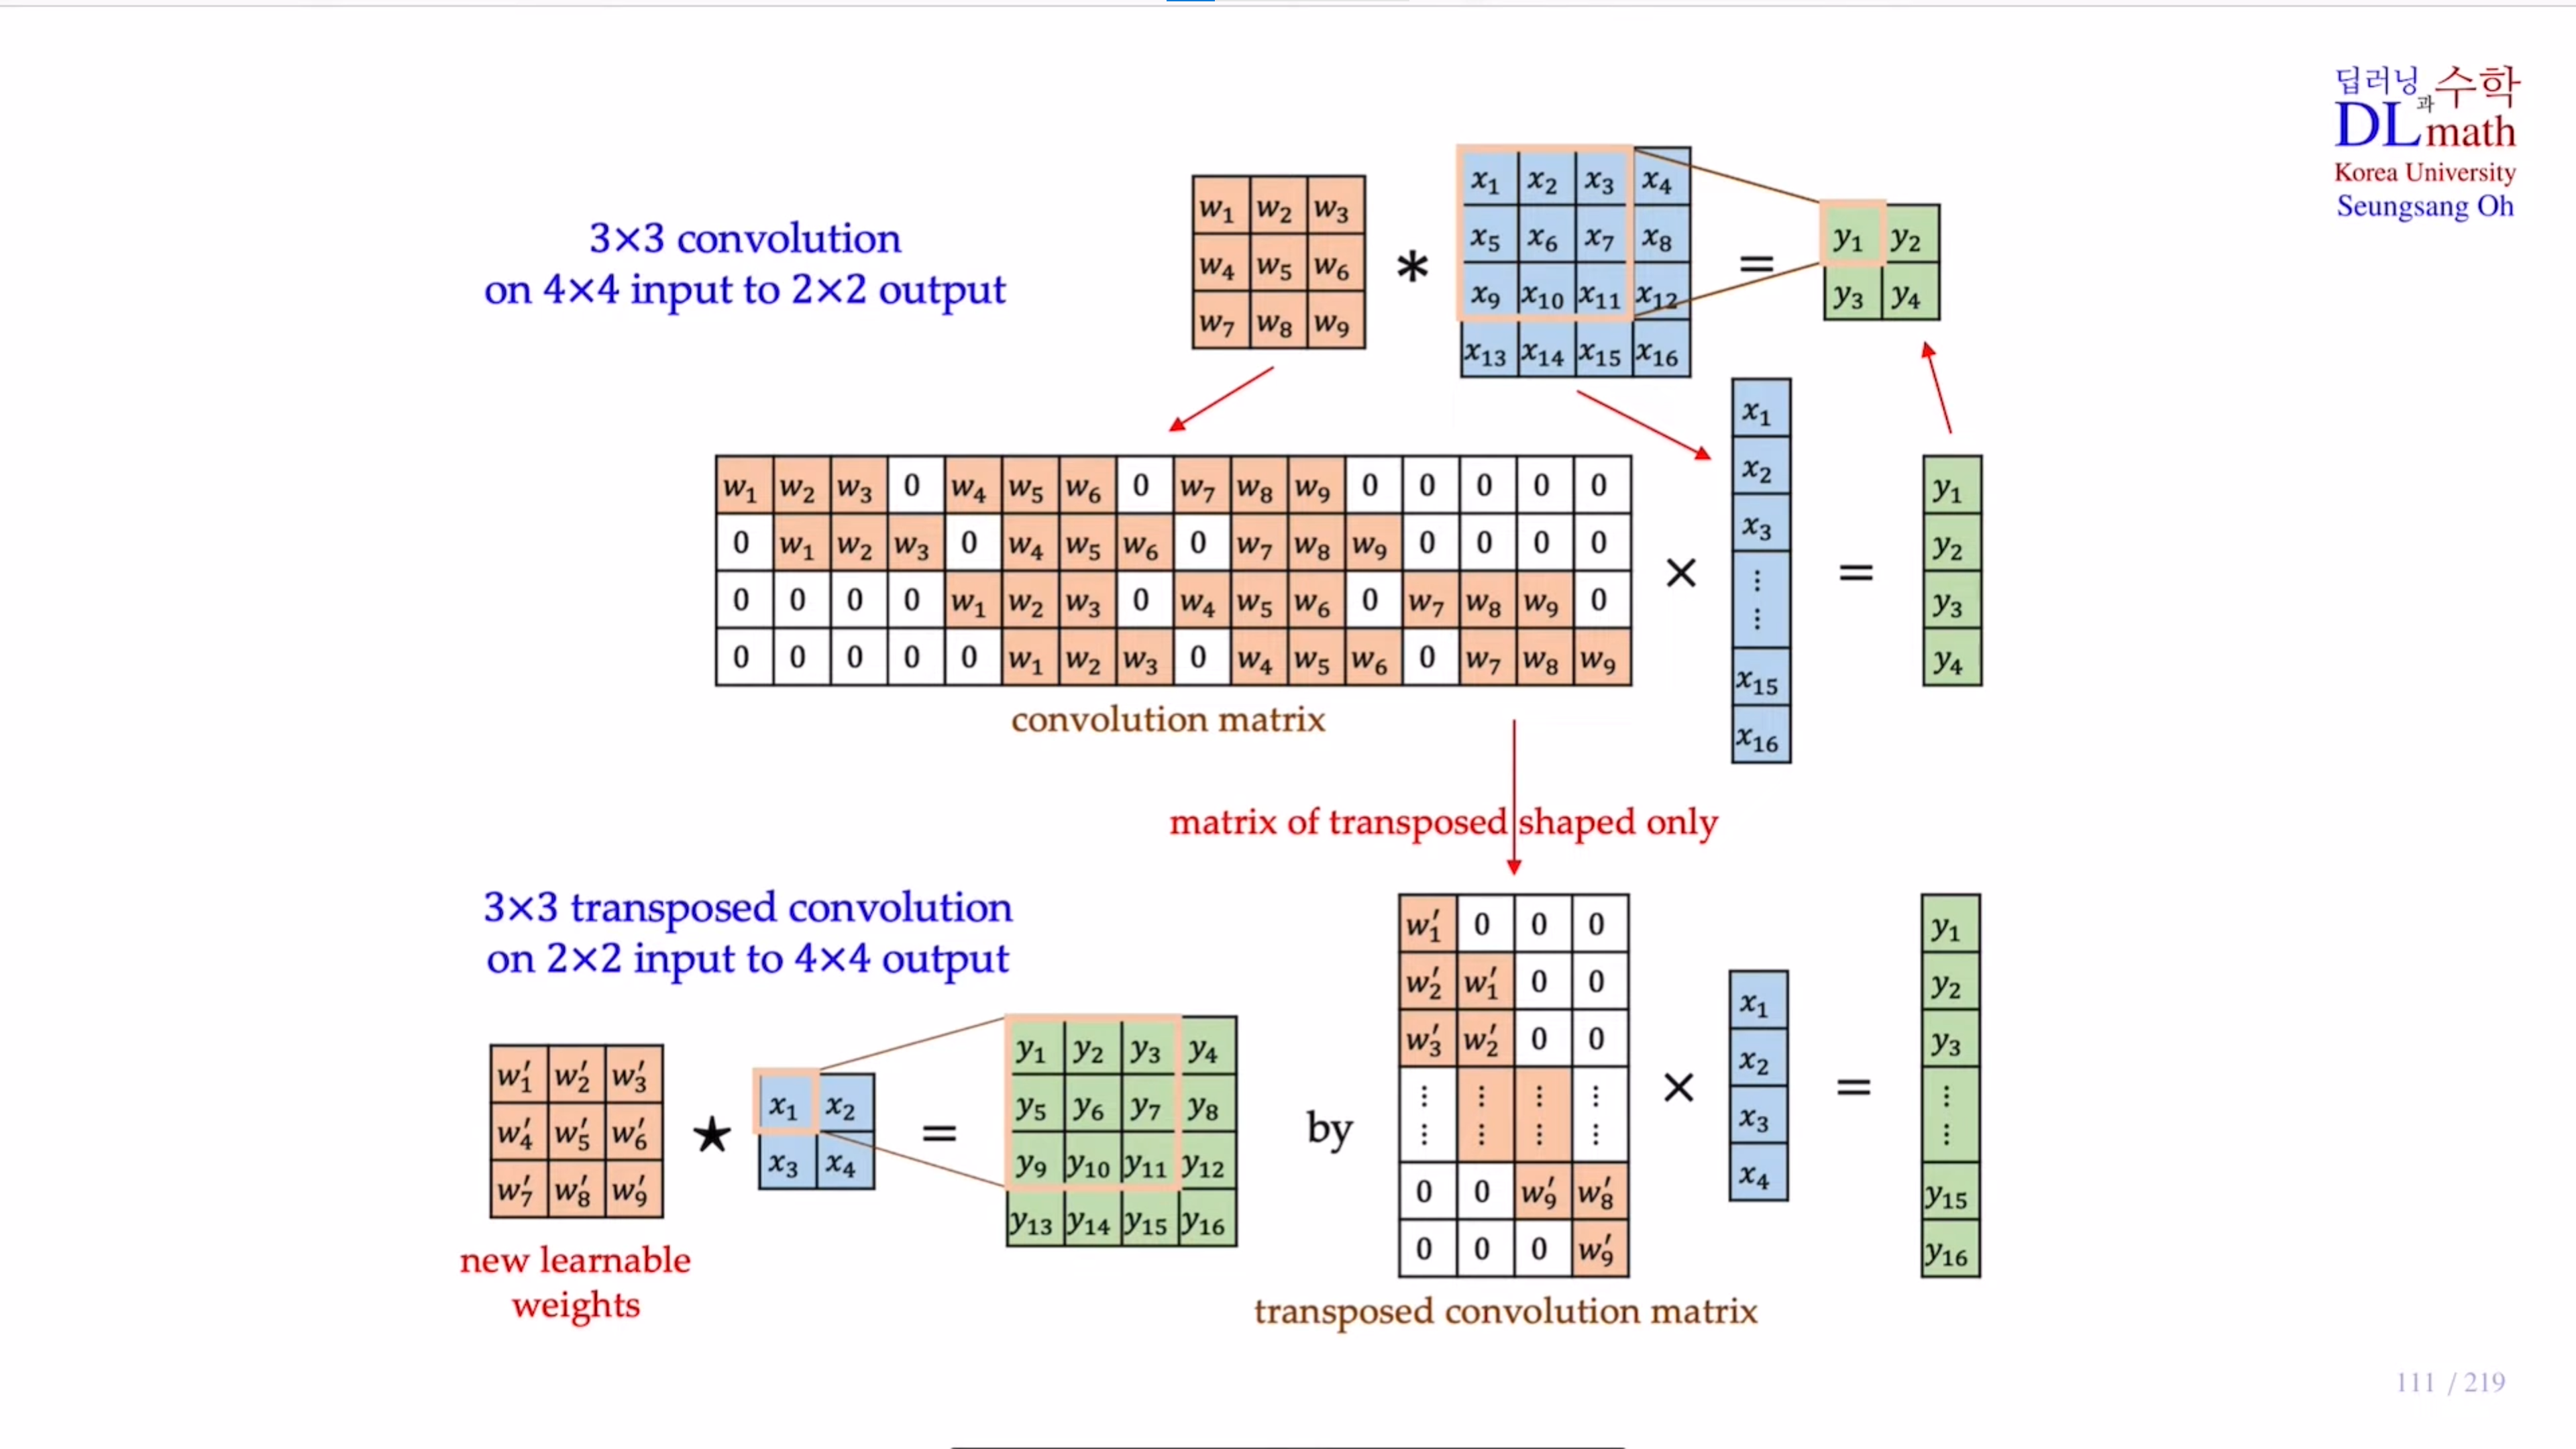 딥러닝과 수학
DL math
Korea University
Seungsang Oh
3×3 convolution
on 4×4 input to 2×2 output
w₁ w₂ w₃
w₄ w₅ w₆
w₇ w₈ w₉
*
x₁ x₂ x₃ x₄
x₅ x₆ x₇ x₈
x₉ x₁₀ x₁₁ x₁₂
x₁₃ x₁₄ x₁₅ x₁₆
=
y₁ y₂
y₃ y₄
w₁ w₂ w₃ 0 w₄ w₅ w₆ 0 w₇ w₈ w₉ 0 0 0 0 0
0 w₁ w₂ w₃ 0 w₄ w₅ w₆ 0 w₇ w₈ w₉ 0 0 0 0
0 0 0 0 w₁ w₂ w₃ 0 w₄ w₅ w₆ 0 w₇ w₈ w₉ 0
0 0 0 0 0 w₁ w₂ w₃ 0 w₄ w₅ w₆ 0 w₇ w₈ w₉
convolution matrix
×
x₁
x₂
x₃
⋮
⋮
x₁₅
x₁₆
=
y₁
y₂
y₃
y₄
matrix of transposed shaped only
3×3 transposed convolution
on 2×2 input to 4×4 output
w′₁ w′₂ w′₃
w′₄ w′₅ w′₆
w′₇ w′₈ w′₉
new learnable
weights
★
x₁ x₂
x₃ x₄
=
y₁ y₂ y₃ y₄
y₅ y₆ y₇ y₈
y₉ y₁₀ y₁₁ y₁₂
y₁₃ y₁₄ y₁₅ y₁₆
by
w′₁ 0 0 0
w′₂ w′₁ 0 0
w′₃ w′₂ 0 0
⋮ ⋮ ⋮ ⋮
⋮ ⋮ ⋮ ⋮
0 0 w′₉ w′₈
0 0 0 w′₉
transposed convolution matrix
×
x₁
x₂
x₃
x₄
=
y₁
y₂
y₃
⋮
⋮
y₁₅
y₁₆
111 / 219